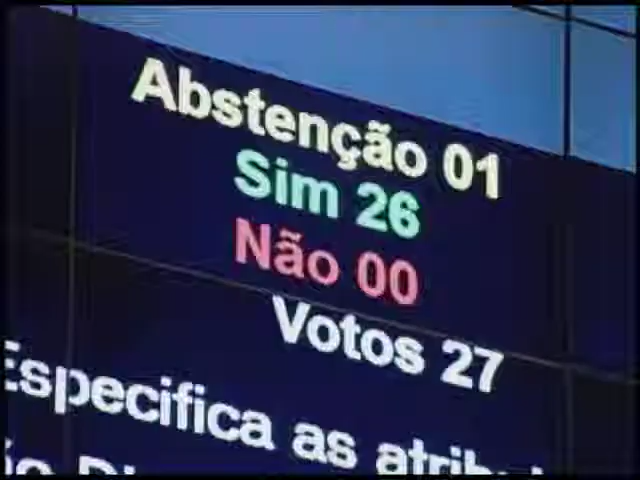 Abstenção 01
Sim 26
Não 00
Votos 27
Especifica as